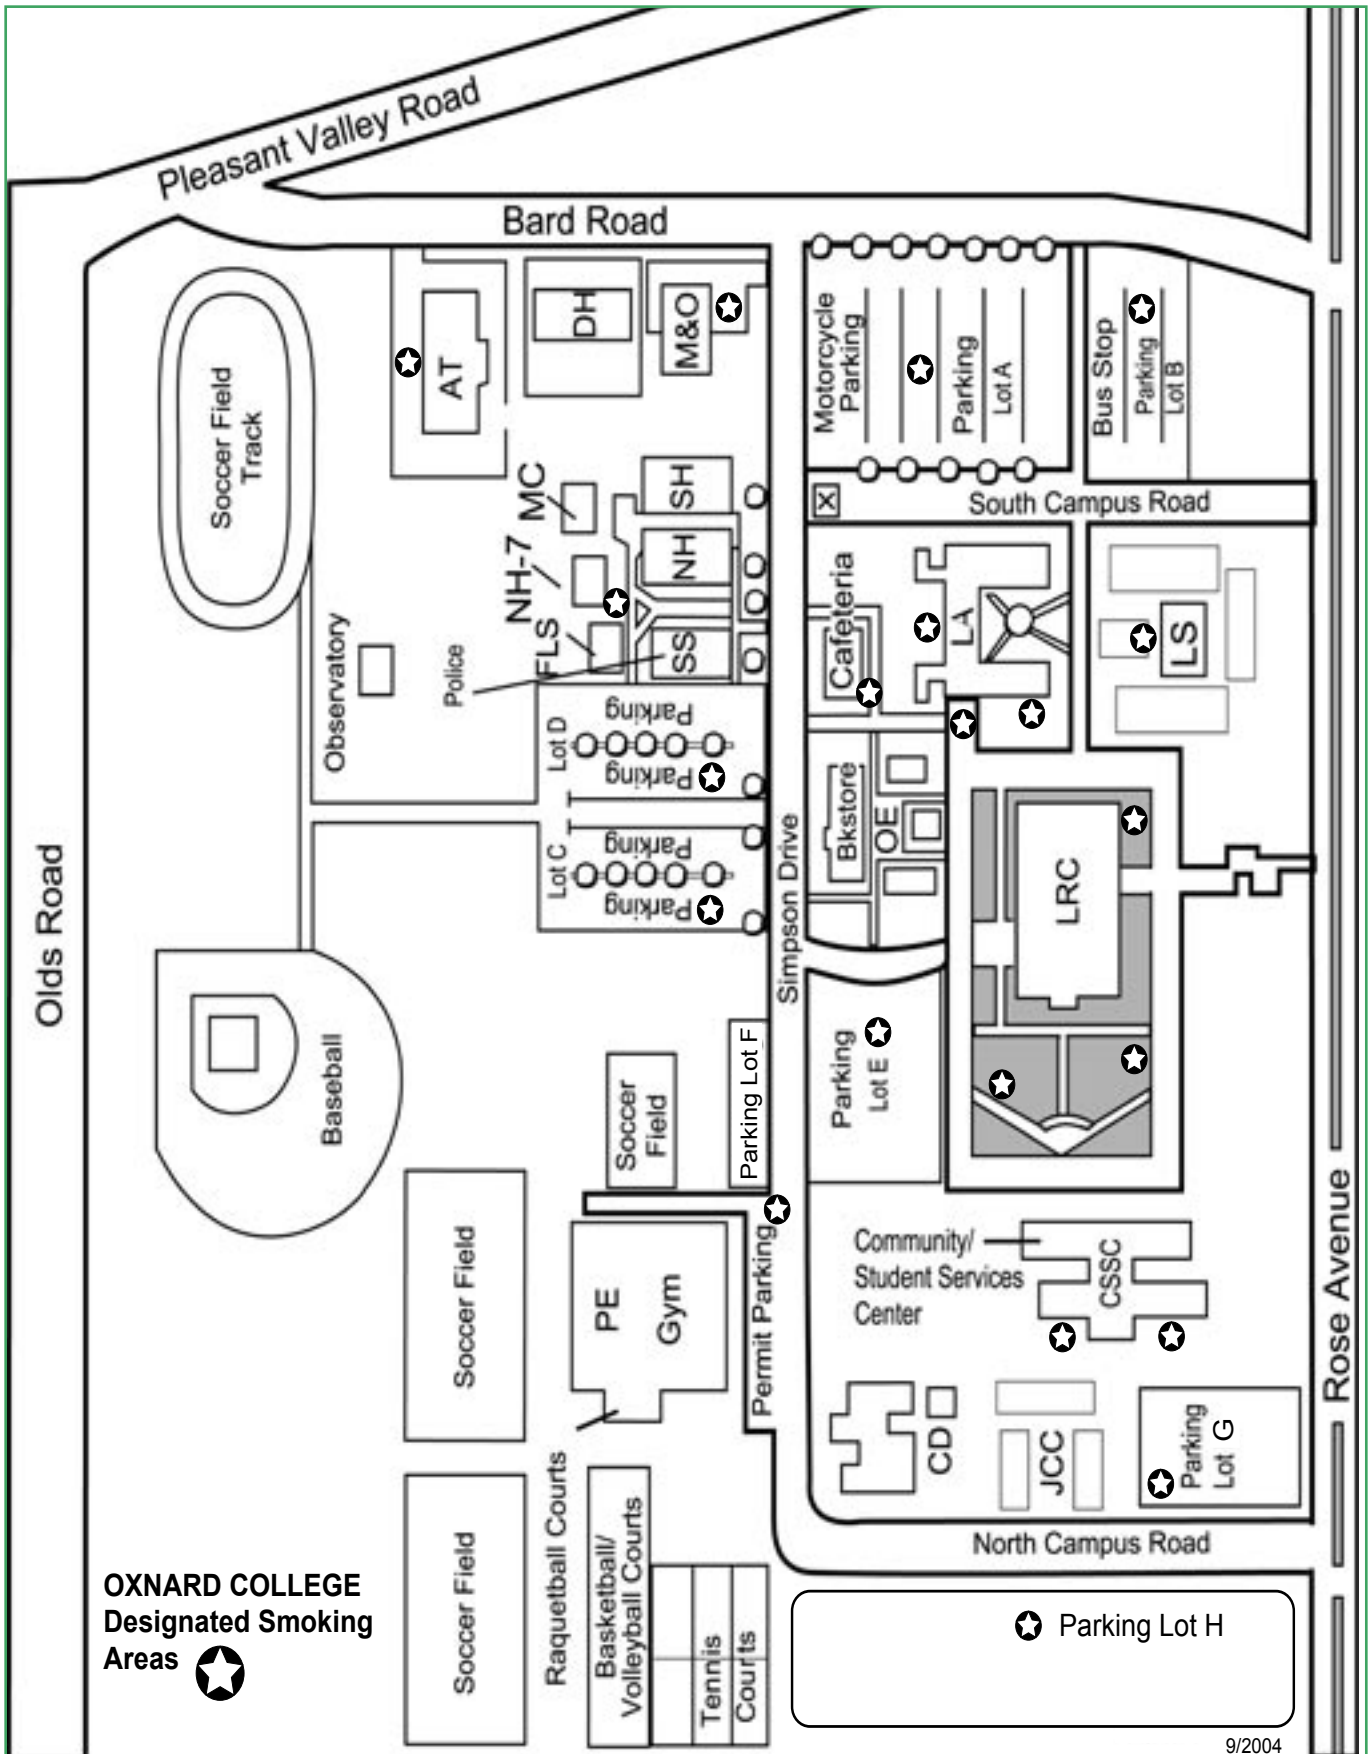 Pleasant Valley Road
Bard Road
Soccer Field
Track
AT
DH
M&O
Motorcycle
Parking
Parking
Lot A
Bus Stop
Parking
Lot B
MC
SH
X
South Campus Road
NH-7
NH
FLS
SS
Cafeteria
LA
LS
Observatory
Police
Parking
Lot D
Parking
Parking
Lot C
Parking
Bkstore
OE
LRC
Olds Road
Simpson Drive
Baseball
Soccer
Field
Parking Lot F
Parking
Lot E
Rose Avenue
Soccer Field
PE
Gym
Permit Parking
Community/
Student Services
Center
CSSC
CD
JCC
Parking
Lot G
North Campus Road
Soccer Field
Raquetball Courts
Basketball/
Volleyball Courts
Tennis
Courts
OXNARD COLLEGE
Designated Smoking
Areas
Parking Lot H
9/2004